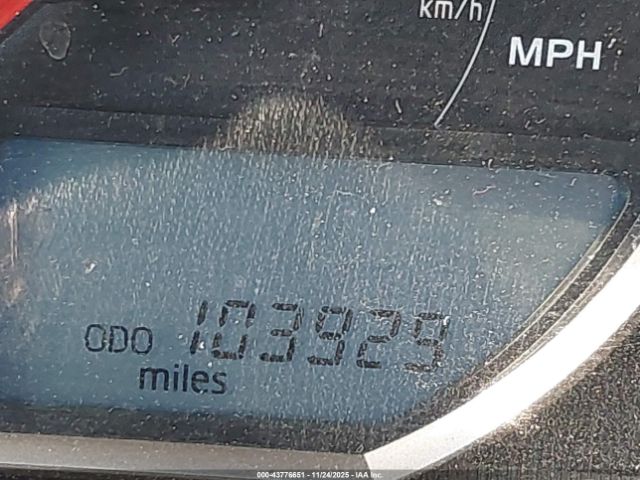 km/h
MPH
ODO 103929
miles
000-43776651 - 11/24/2025 - IAA Inc.